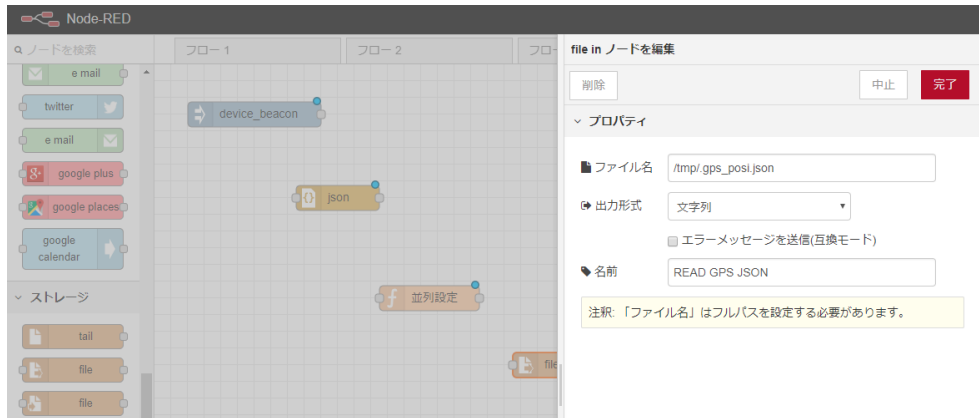 Node-RED
ノードを検索
フロー 1
フロー 2
フロー
file in ノードを編集
削除
中止
完了
プロパティ
ファイル名
/tmp/.gps_posi.json
出力形式
文字列
エラーメッセージを送信(互換モード)
名前
READ GPS JSON
注釈: 「ファイル名」はフルパスを設定する必要があります。
e mail
twitter
e mail
google plus
google places
google
calendar
ストレージ
tail
file
file
device_beacon
json
並列設定
file